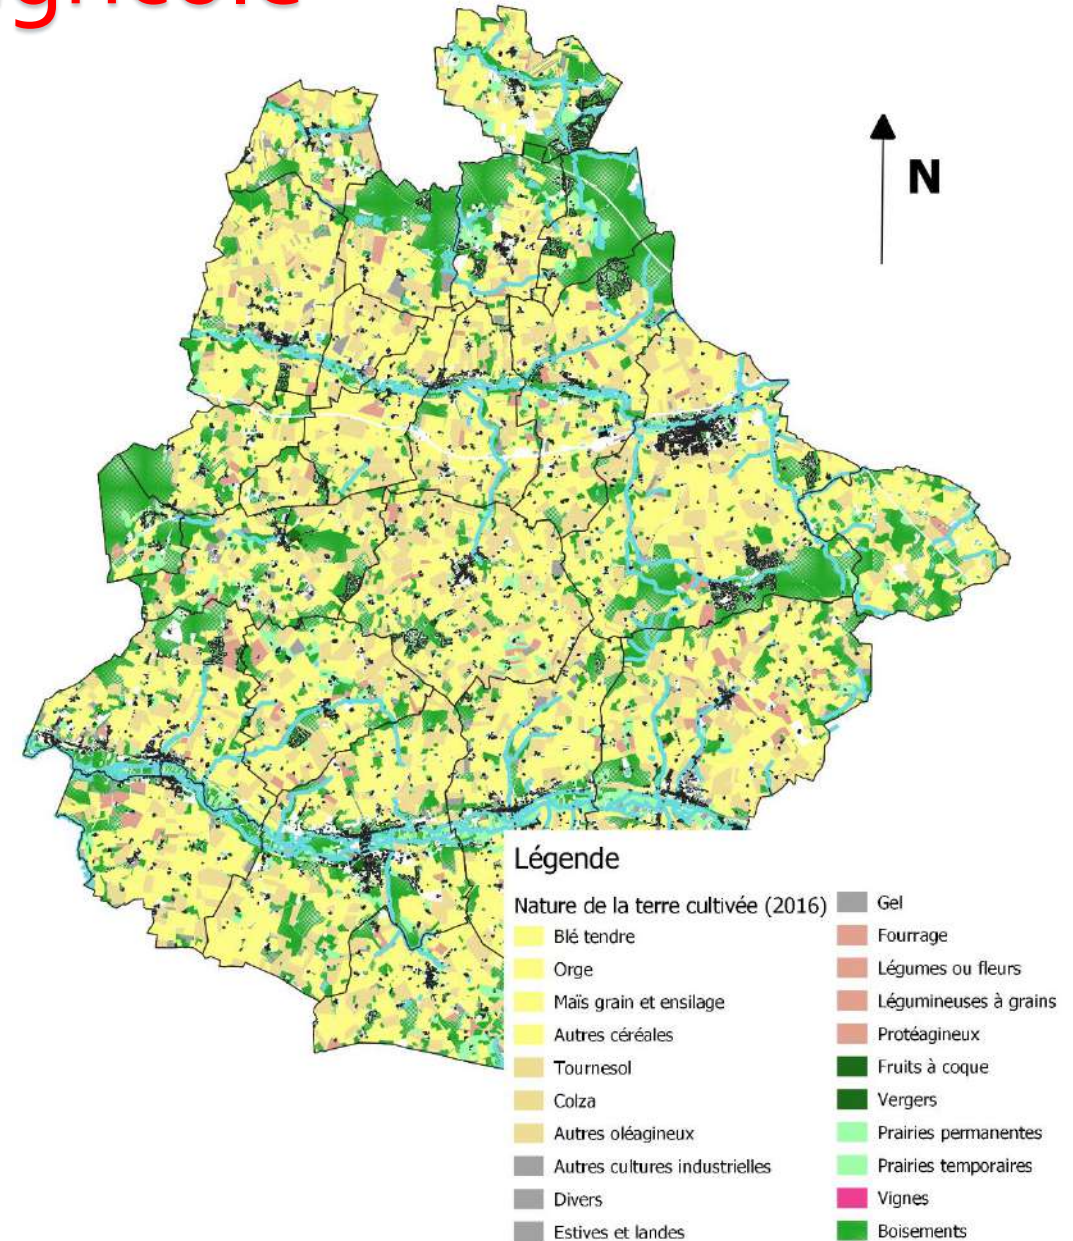 agricole
N
Légende
Nature de la terre cultivée (2016)
Blé tendre
Orge
Maïs grain et ensilage
Autres céréales
Tournesol
Colza
Autres oléagineux
Autres cultures industrielles
Divers
Estives et landes
Gel
Fourrage
Légumes ou fleurs
Légumineuses à grains
Protéagineux
Fruits à coque
Vergers
Prairies permanentes
Prairies temporaires
Vignes
Boisements